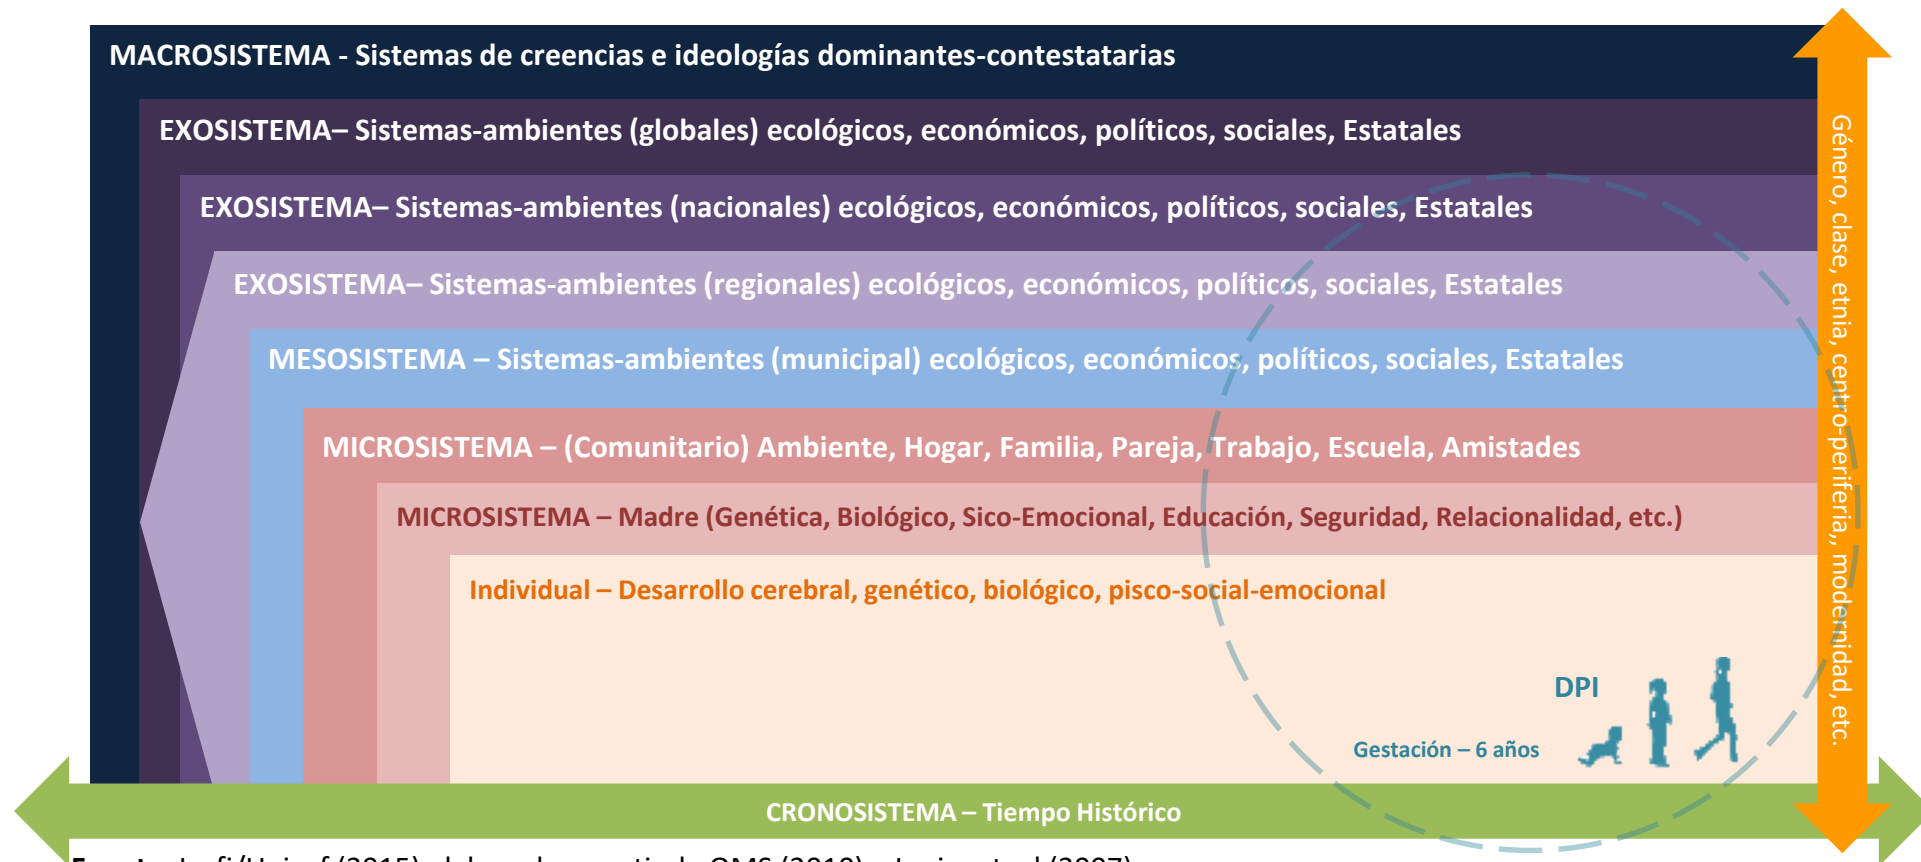 MACROSISTEMA - Sistemas de creencias e ideologías dominantes-contestatarias
EXOSISTEMA– Sistemas-ambientes (globales) ecológicos, económicos, políticos, sociales, Estatales
EXOSISTEMA– Sistemas-ambientes (nacionales) ecológicos, económicos, políticos, sociales, Estatales
EXOSISTEMA– Sistemas-ambientes (regionales) ecológicos, económicos, políticos, sociales, Estatales
MESOSISTEMA – Sistemas-ambientes (municipal) ecológicos, económicos, políticos, sociales, Estatales
MICROSISTEMA – (Comunitario) Ambiente, Hogar, Familia, Pareja, Trabajo, Escuela, Amistades
MICROSISTEMA – Madre (Genética, Biológico, Sico-Emocional, Educación, Seguridad, Relacionalidad, etc.)
Individual – Desarrollo cerebral, genético, biológico, pisco-social-emocional
DPI
Gestación – 6 años
Género, clase, etnia, centro-periferia,, modernidad, etc.
CRONOSISTEMA – Tiempo Histórico
(2015) OMS (2010) (2007)